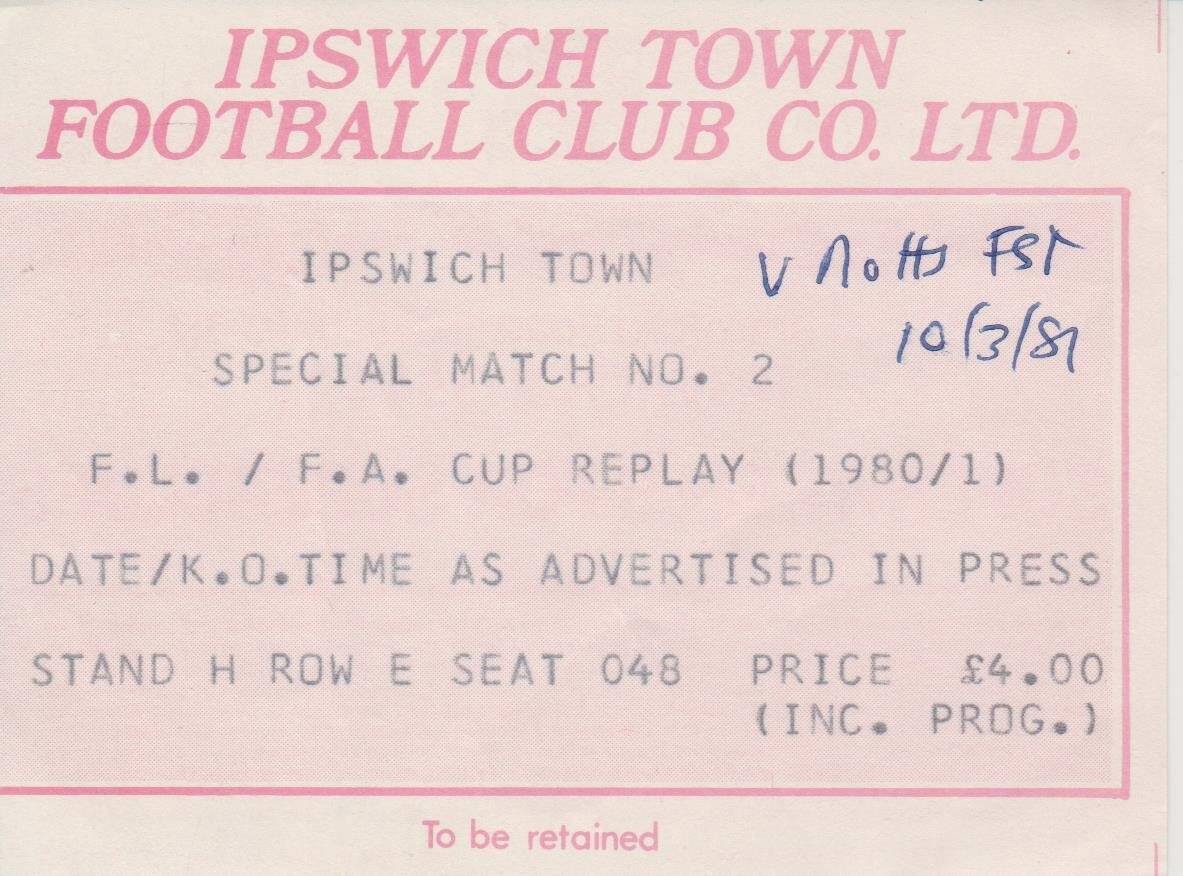 IPSWICH TOWN
FOOTBALL CLUB CO. LTD.
IPSWICH TOWN
V Notts FST
10/3/81
SPECIAL MATCH NO. 2
F.L. / F.A. CUP REPLAY (1980/1)
DATE/K.O.TIME AS ADVERTISED IN PRESS
STAND H ROW E SEAT 048 PRICE £4.00
(INC. PROG.)
To be retained